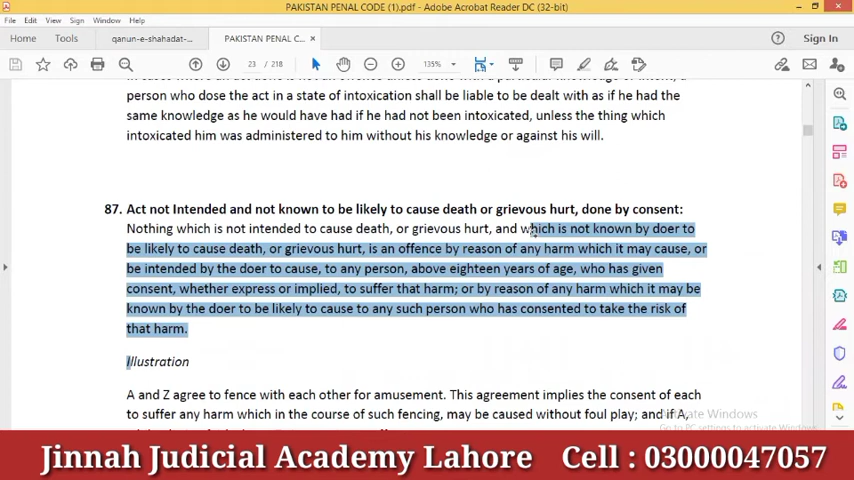 PAKISTAN PENAL CODE (1).pdf - Adobe Acrobat Reader DC (32-bit)
File Edit View Sign Window Help
Home Tools qanun-e-shahadat-... PAKISTAN PENAL C... × Sign In
23 / 218 135%
person who dose the act in a state of intoxication shall be liable to be dealt with as if he had the
same knowledge as he would have had if he had not been intoxicated, unless the thing which
intoxicated him was administered to him without his knowledge or against his will.
87. Act not Intended and not known to be likely to cause death or grievous hurt, done by consent:
Nothing which is not intended to cause death, or grievous hurt, and which is not known by doer to
be likely to cause death, or grievous hurt, is an offence by reason of any harm which it may cause, or
be intended by the doer to cause, to any person, above eighteen years of age, who has given
consent, whether express or implied, to suffer that harm; or by reason of any harm which it may be
known by the doer to be likely to cause to any such person who has consented to take the risk of
that harm.
Illustration
A and Z agree to fence with each other for amusement. This agreement implies the consent of each
to suffer any harm which in the course of such fencing, may be caused without foul play; and if A,
Activate Windows
Go to PC settings to activate Windows.
Jinnah Judicial Academy Lahore Cell : 03000047057